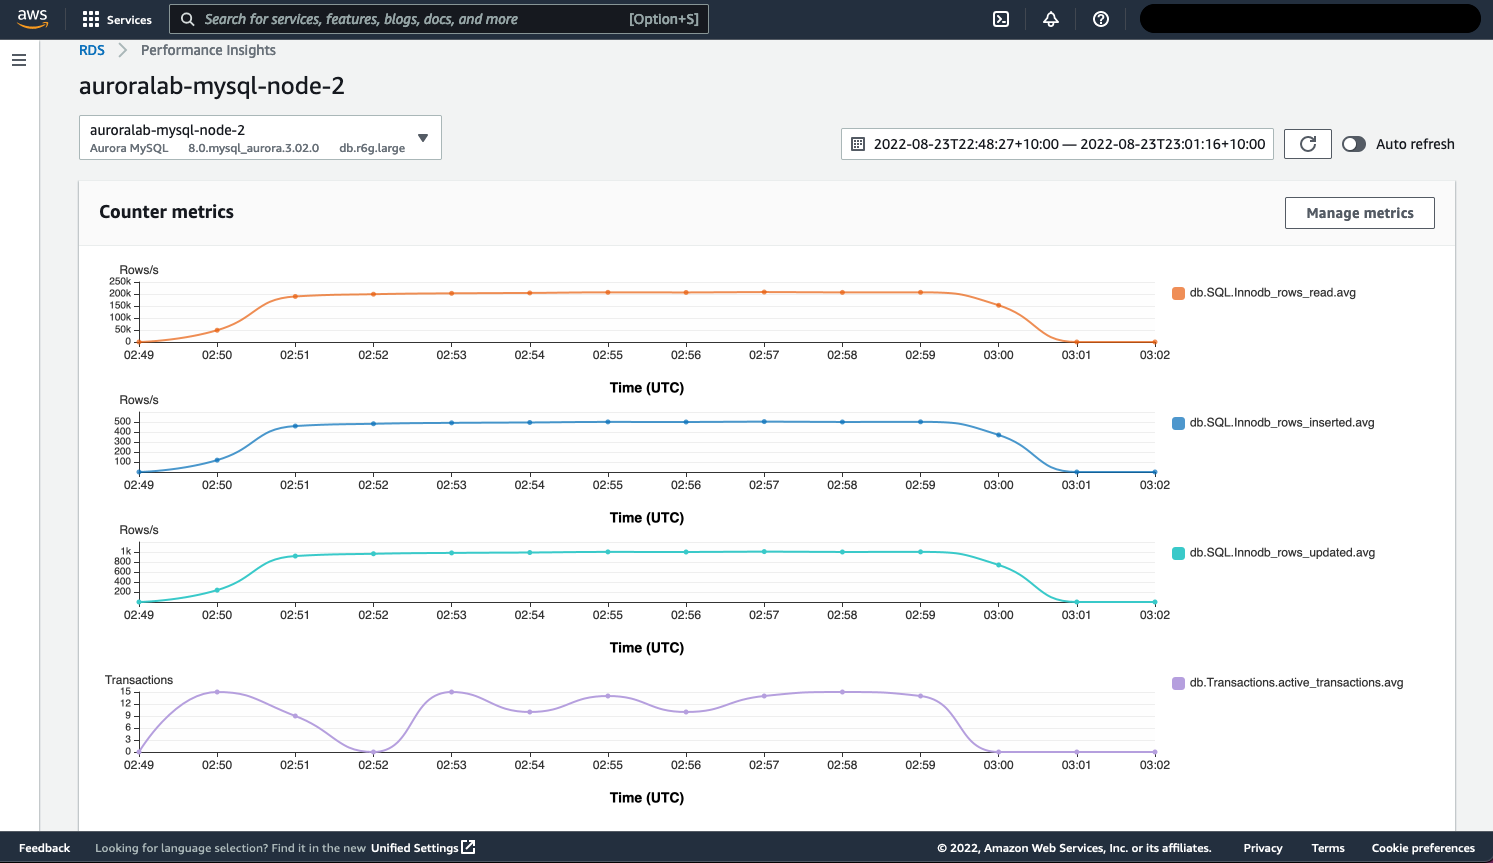 aws Services Search for services, features, blogs, docs, and more [Option+S]
RDS Performance Insights
auroralab-mysql-node-2
auroralab-mysql-node-2
Aurora MySQL 8.0.mysql_aurora.3.02.0 db.r6g.large
2022-08-23T22:48:27+10:00 — 2022-08-23T23:01:16+10:00 Auto refresh
Counter metrics
Manage metrics
Rows/s
250k
200k
150k
100k
50k
0
02:49 02:50 02:51 02:52 02:53 02:54 02:55 02:56 02:57 02:58 02:59 03:00 03:01 03:02
Time (UTC)
db.SQL.Innodb_rows_read.avg
Rows/s
500
400
300
200
100
02:49 02:50 02:51 02:52 02:53 02:54 02:55 02:56 02:57 02:58 02:59 03:00 03:01 03:02
Time (UTC)
db.SQL.Innodb_rows_inserted.avg
Rows/s
1k
800
600
400
200
02:49 02:50 02:51 02:52 02:53 02:54 02:55 02:56 02:57 02:58 02:59 03:00 03:01 03:02
Time (UTC)
db.SQL.Innodb_rows_updated.avg
Transactions
15
12
9
6
3
0
02:49 02:50 02:51 02:52 02:53 02:54 02:55 02:56 02:57 02:58 02:59 03:00 03:01 03:02
Time (UTC)
db.Transactions.active_transactions.avg
Feedback Looking for language selection? Find it in the new Unified Settings © 2022, Amazon Web Services, Inc. or its affiliates. Privacy Terms Cookie preferences